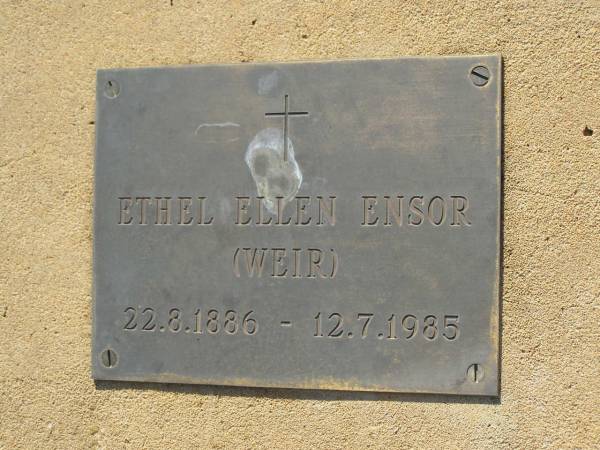 ETHEL ELLEN ENSOR
(WEIR)
22.8.1886 - 12.7.1985